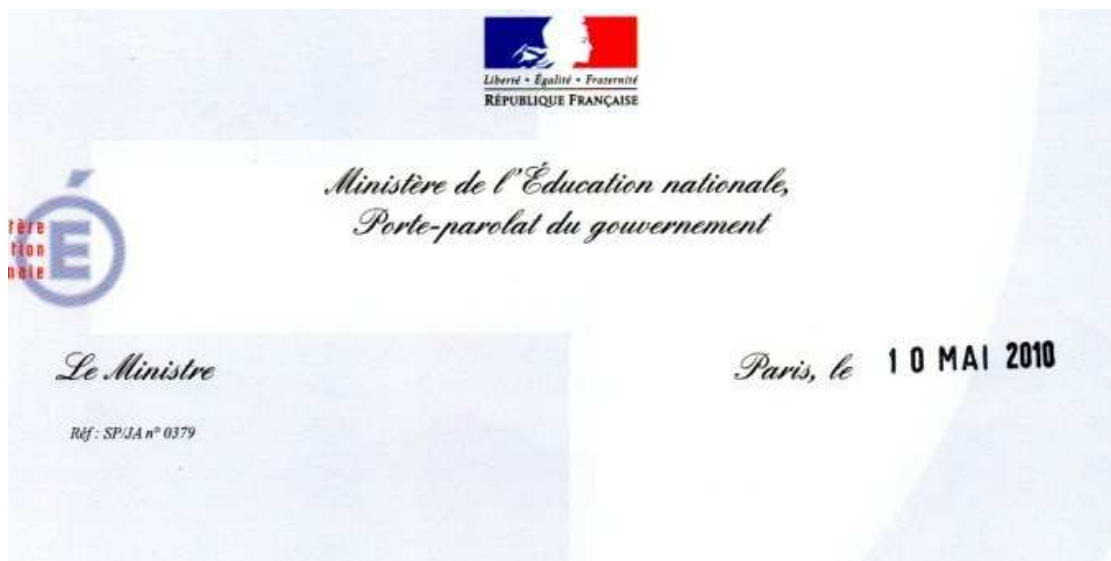 Liberté • Égalité • Fraternité
RÉPUBLIQUE FRANÇAISE
Ministère de l'Éducation nationale,
Porte-parolat du gouvernement
É
Le Ministre
Paris, le 10 MAI 2010
Réf : SP/JA n° 0379